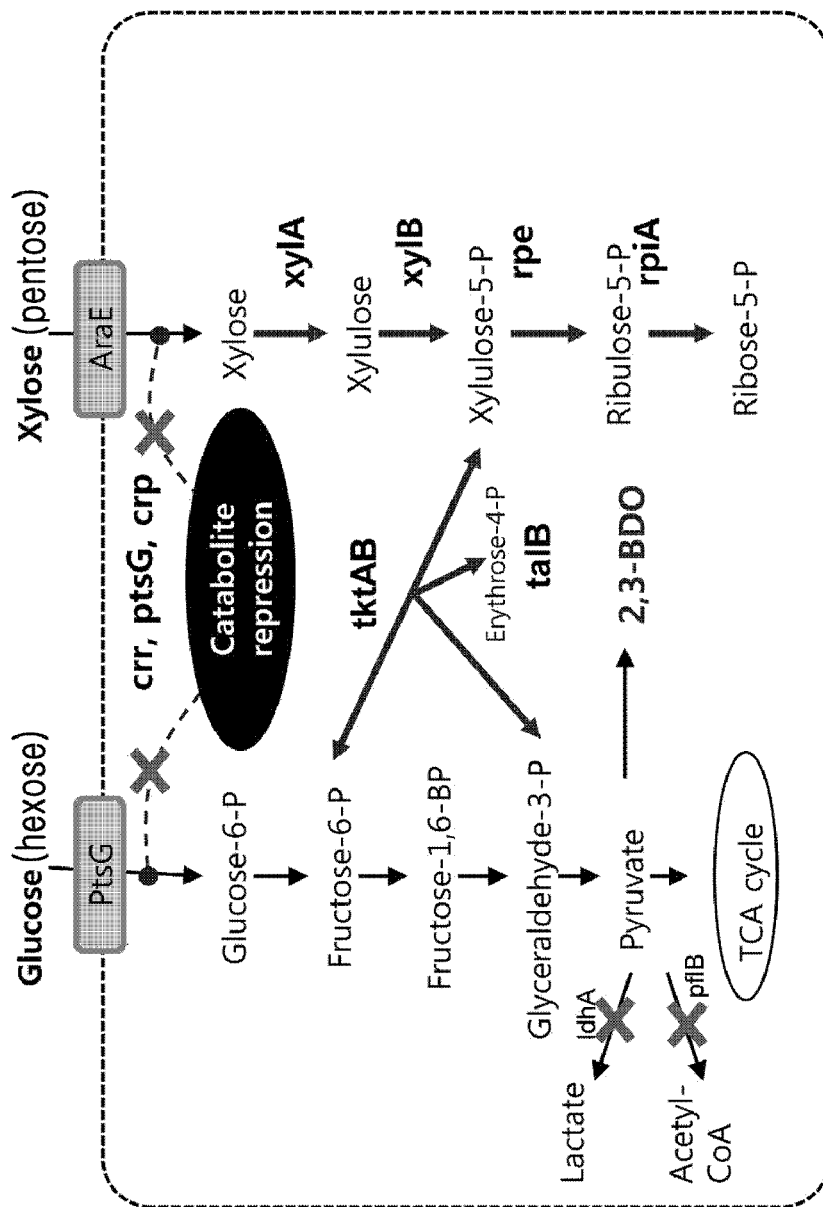 Glucose (hexose)
Xylose (pentose)
PtsG
AraE
crr, ptsG, crp
Catabolite
repression
Glucose-6-P
Fructose-6-P
Fructose-1,6-BP
Glyceraldehyde-3-P
Pyruvate
TCA cycle
ldhA
Lactate
pflB
Acetyl-
CoA
tktAB
Erythrose-4-P
talB
2,3-BDO
Xylose
xylA
Xylulose
xylB
Xylulose-5-P
rpe
Ribulose-5-P
rpiA
Ribose-5-P